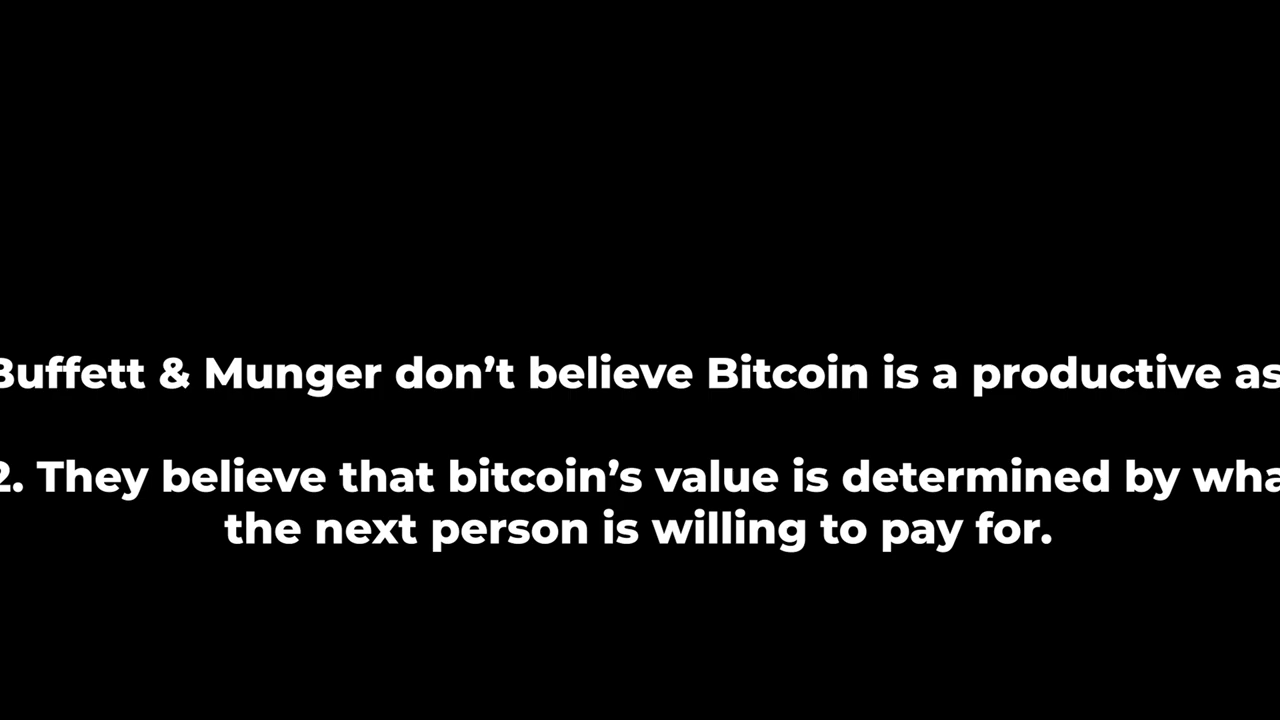 Buffett & Munger don’t believe Bitcoin is a productive as
2. They believe that bitcoin’s value is determined by wha
the next person is willing to pay for.